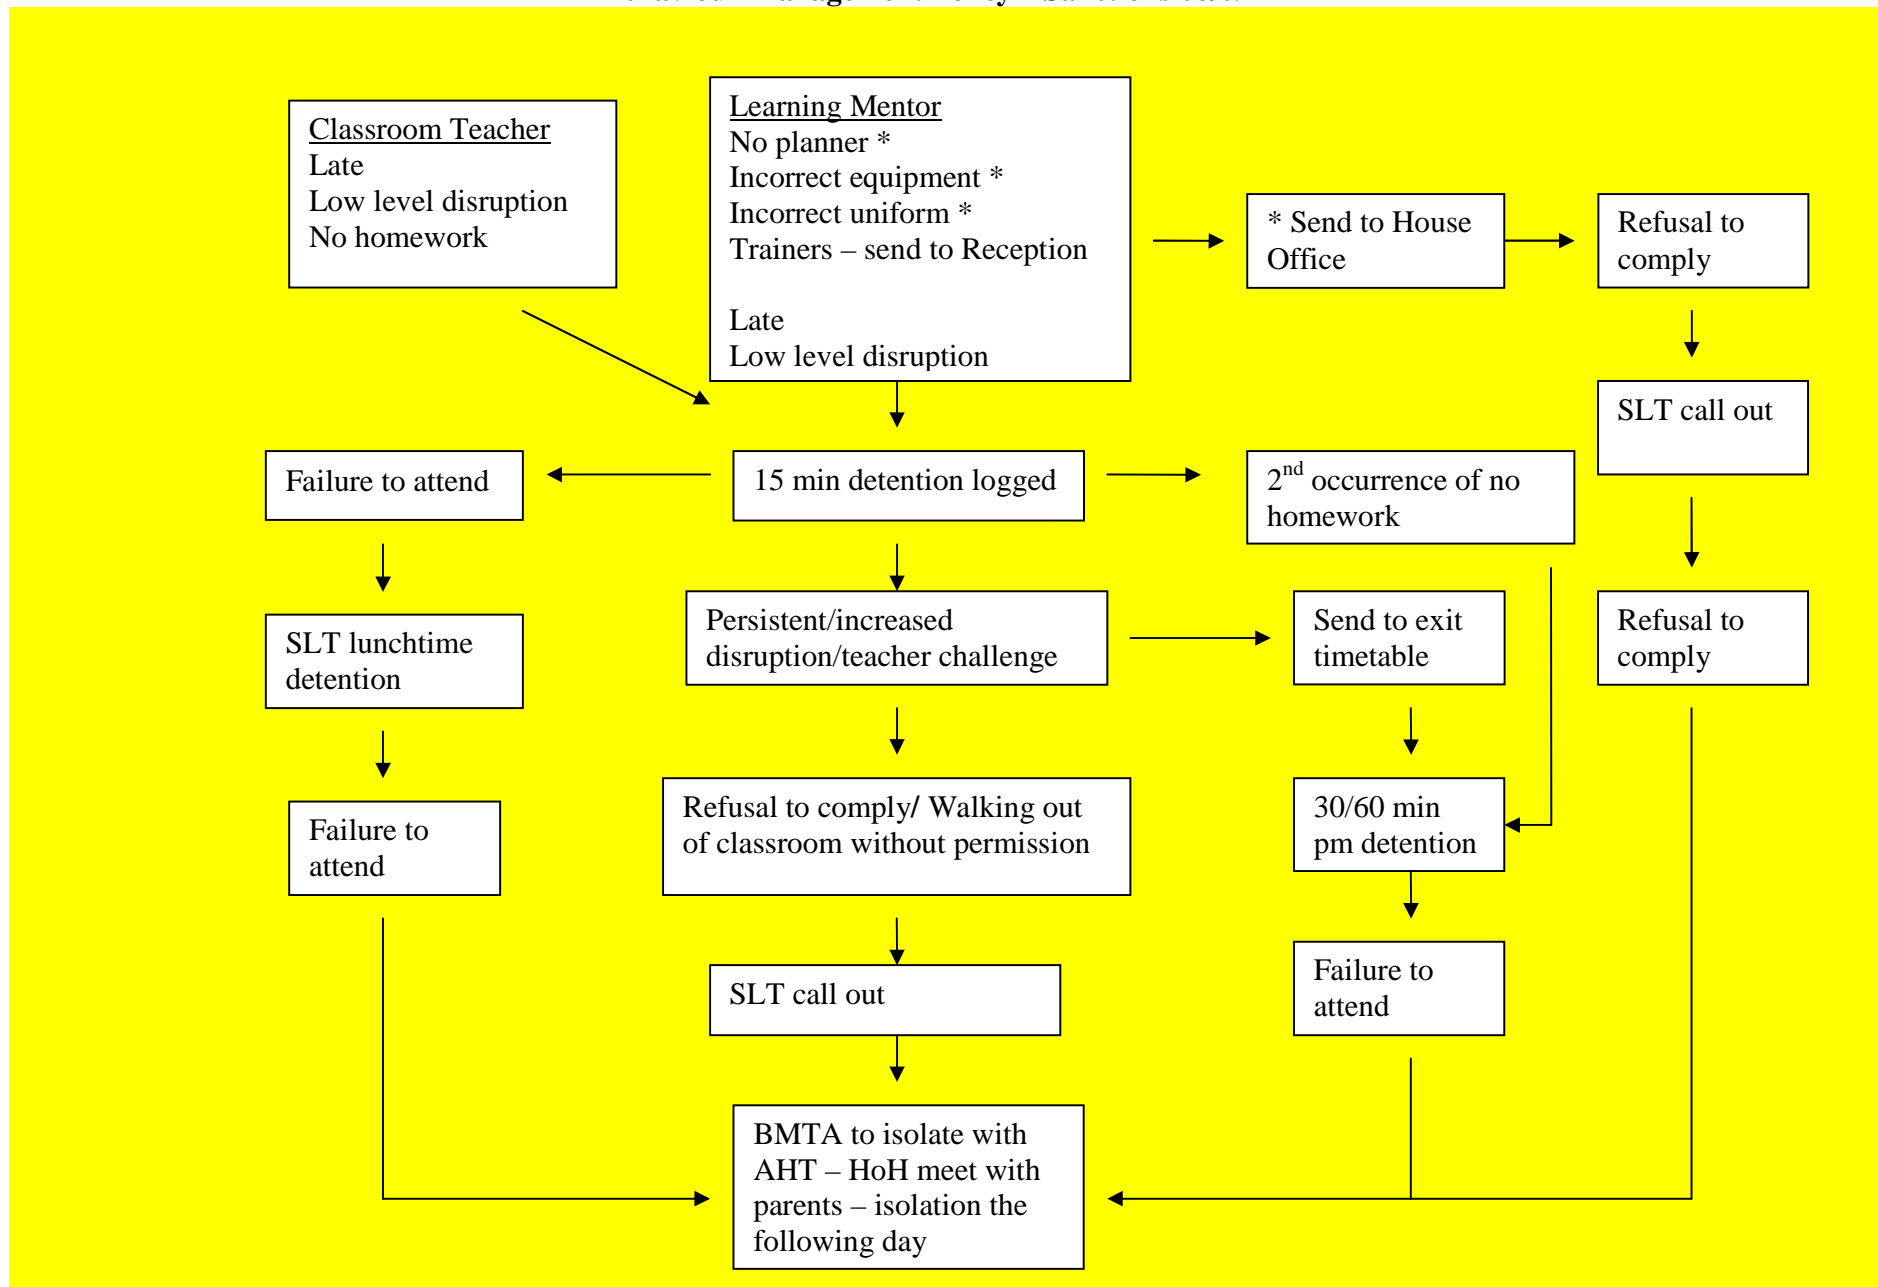 Classroom Teacher
Late
Low level disruption
No homework
Learning Mentor
No planner *
Incorrect equipment *
Incorrect uniform *
Trainers – send to Reception
Late
Low level disruption
* Send to House
Office
Refusal to
comply
SLT call out
Failure to attend
15 min detention logged
2nd occurrence of no
homework
SLT lunchtime
detention
Persistent/increased
disruption/teacher challenge
Send to exit
timetable
Refusal to
comply
Failure to
attend
Refusal to comply/ Walking out
of classroom without permission
30/60 min
pm detention
SLT call out
Failure to
attend
BMTA to isolate with
AHT – HoH meet with
parents – isolation the
following day